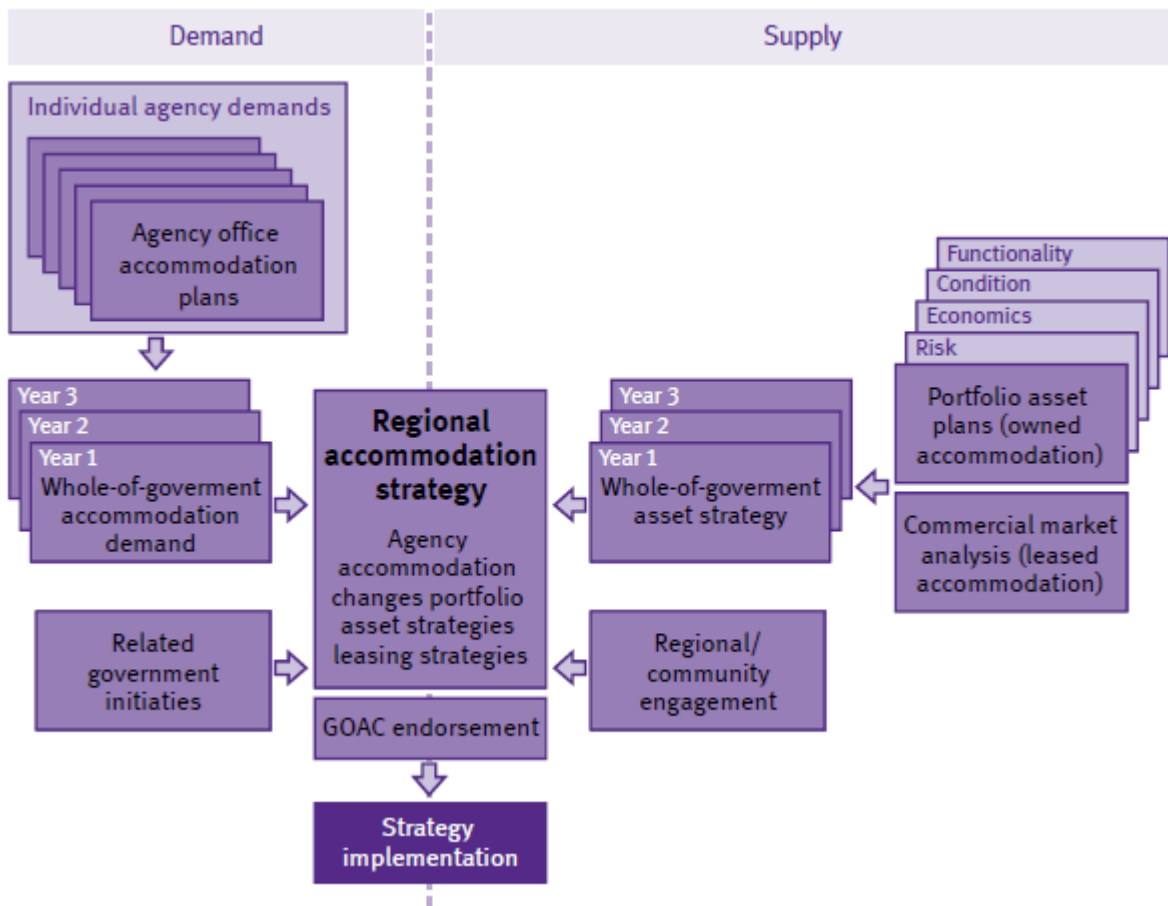 Demand
Supply
Individual agency demands
Agency office
accommodation
plans
Functionality
Condition
Economics
Risk
Portfolio asset
plans (owned
accommodation)
Commercial market
analysis (leased
accommodation)
Year 3
Year 2
Year 1
Whole-of-goverment
accommodation
demand
Regional
accommodation
strategy
Agency
accommodation
changes portfolio
asset strategies
leasing strategies
Year 3
Year 2
Year 1
Whole-of-goverment
asset strategy
Related
government
initiaties
Regional/
community
engagement
GOAC endorsement
Strategy
implementation